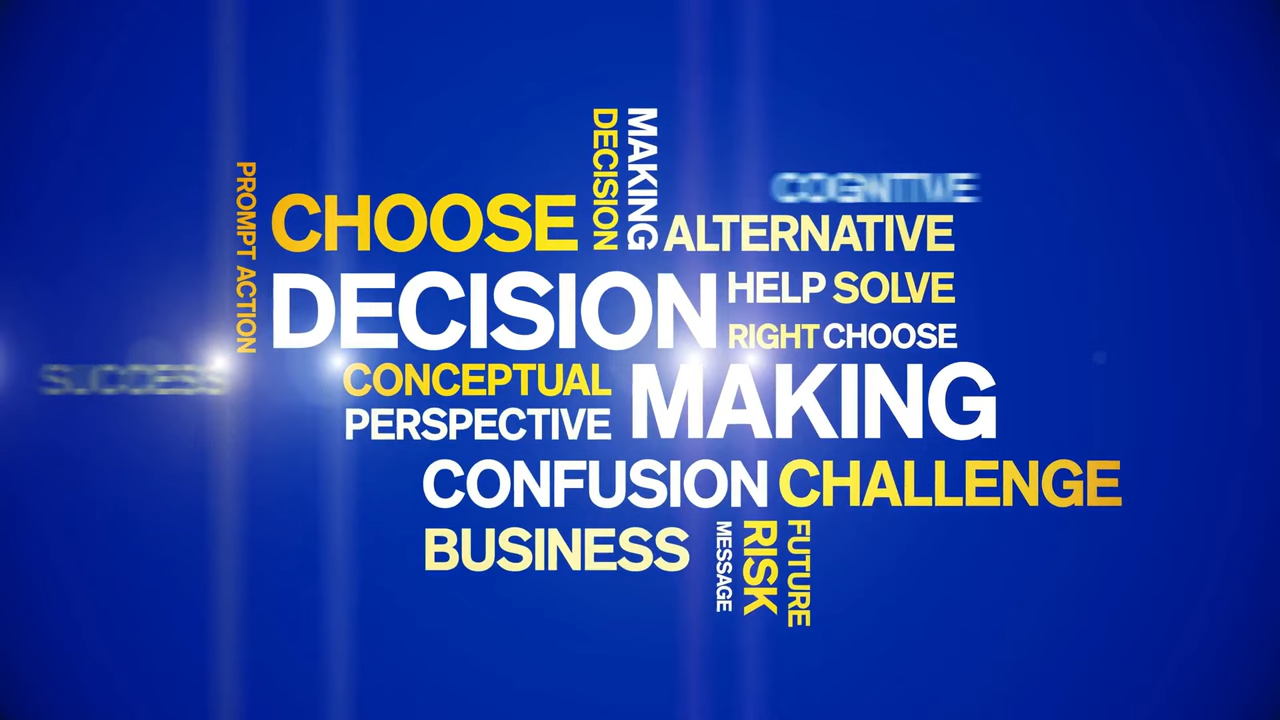 PROMPT ACTION
CHOOSE
DECISION
MAKING
COGNITIVE
ALTERNATIVE
DECISION
HELP SOLVE
RIGHT CHOOSE
SUCCESS
CONCEPTUAL
PERSPECTIVE
MAKING
CONFUSION CHALLENGE
BUSINESS
MESSAGE
RISK
FUTURE